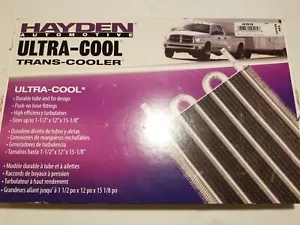 HAYDEN
AUTOMOTIVE
ULTRA-COOL
TRANS-COOLER
ULTRA-COOL®
• Durable tube and fin design
• Push-on hose fittings
• High efficiency turbulators
• Sizes up to 1-1/2" x 12" x 15-1/8"
• Duradero diseño de tubos y aletas
• Conexiones de mangueras enchufables
• Generadores de turbulencia
• Tamaños hasta 1-1/2" x 12" x 15-1/8"
• Modèle durable à tube et à ailettes
• Raccords de boyaux à pression
• Turbulateur à haut rendement
• Grandeurs allant jusqu'à 1 1/2 po x 12 po x 15 1/8 po